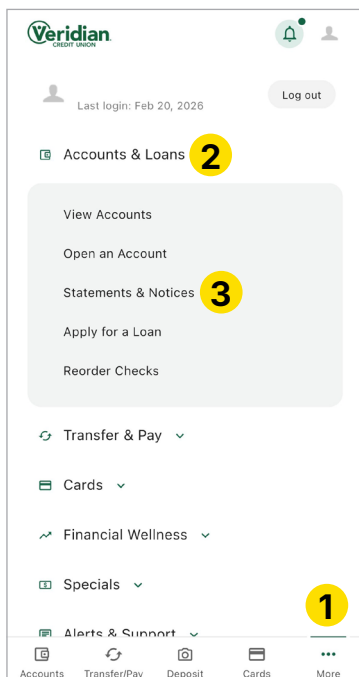 Veridian
CREDIT UNION
Last login: Feb 20, 2026
Log out
Accounts & Loans 2
View Accounts
Open an Account
Statements & Notices 3
Apply for a Loan
Reorder Checks
Transfer & Pay
Cards
Financial Wellness
Specials
1
Alerts & Support
Accounts Transfer/Pay Deposit Cards More